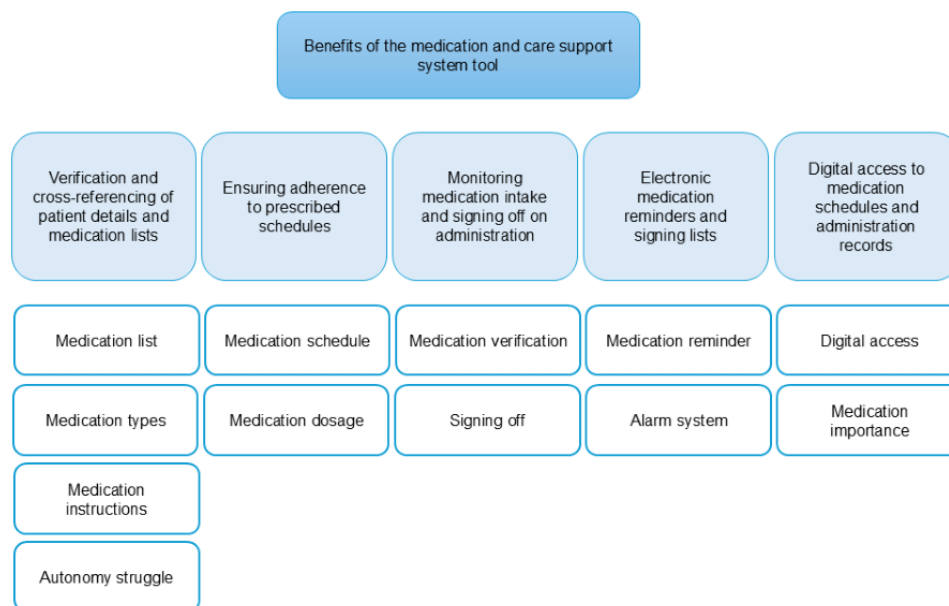 Benefits of the medication and care support
system tool
Verification and
cross-referencing of
patient details and
medication lists
Ensuring adherence
to prescribed
schedules
Monitoring
medication intake
and signing off on
administration
Electronic
medication
reminders and
signing lists
Digital access to
medication
schedules and
administration
records
Medication list
Medication schedule
Medication verification
Medication reminder
Digital access
Medication types
Medication dosage
Signing off
Alarm system
Medication
importance
Medication
instructions
Autonomy struggle